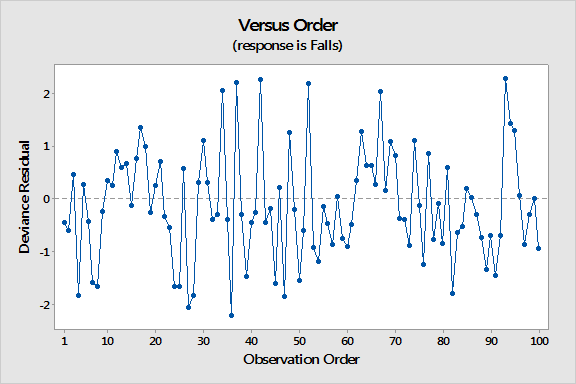 Versus Order
(response is Falls)
Deviance Residual
2
1
0
-1
-2
1 10 20 30 40 50 60 70 80 90 100
Observation Order